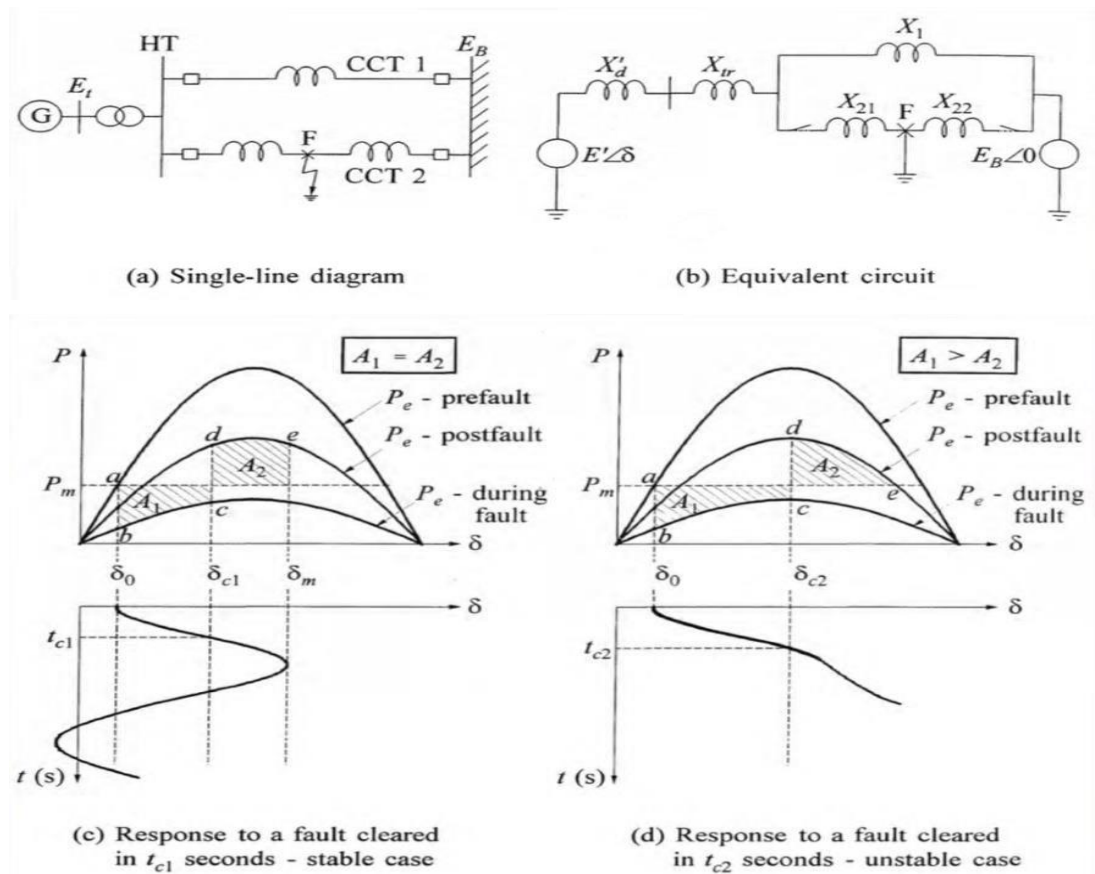 HT
CCT 1
E_B
E_t
G
F
CCT 2
(a) Single-line diagram
X_1
X'_d
X_tr
X_21
F
X_22
E'∠δ
E_B∠0
(b) Equivalent circuit
P
A_1 = A_2
P_e - prefault
P_e - postfault
d
e
a
A_2
P_m
A_1
c
P_e - during
fault
b
δ
δ_0
δ_c1
δ_m
δ
t_c1
t (s)
(c) Response to a fault cleared
in t_c1 seconds - stable case
P
A_1 > A_2
P_e - prefault
d
P_e - postfault
a
A_2
P_m
e
A_1
c
P_e - during
fault
b
δ
δ_0
δ_c2
δ
t_c2
t (s)
(d) Response to a fault cleared
in t_c2 seconds - unstable case